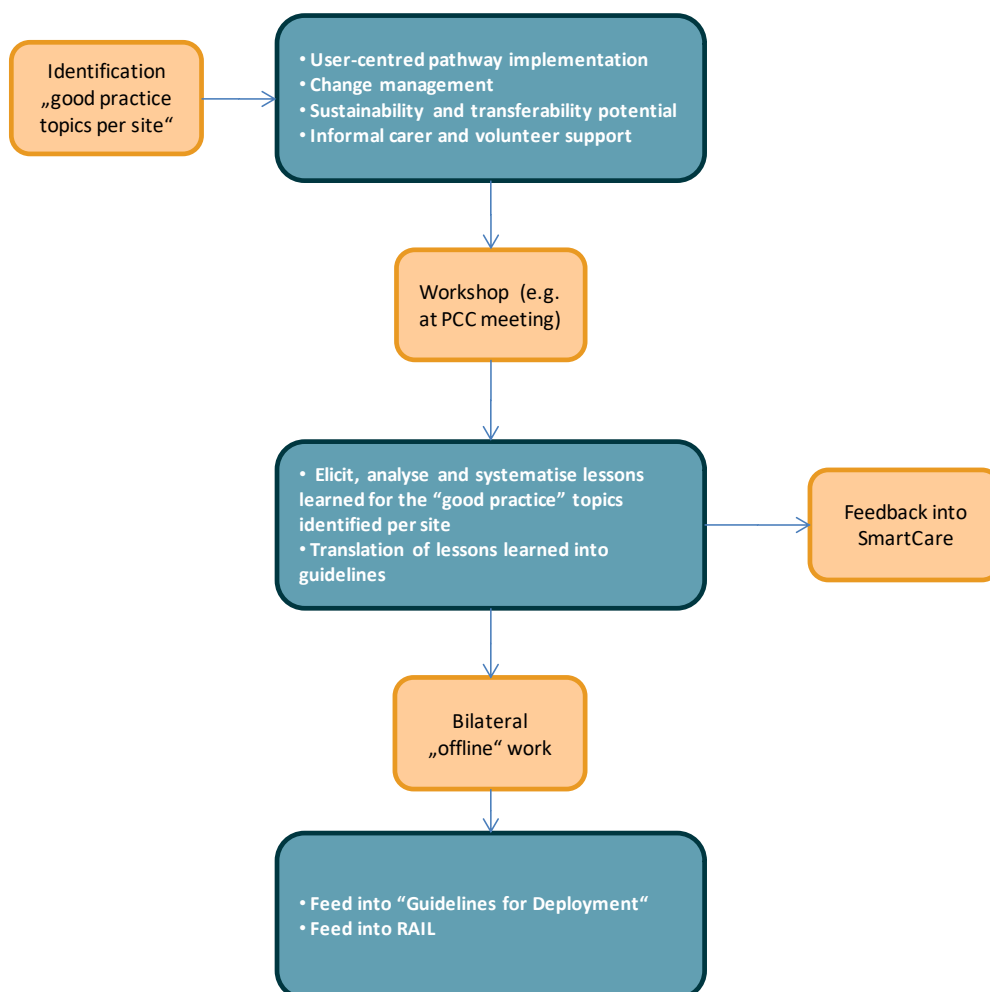 Identification
„good practice
topics per site“
• User-centred pathway implementation
• Change management
• Sustainability and transferability potential
• Informal carer and volunteer support
Workshop (e.g.
at PCC meeting)
• Elicit, analyse and systematise lessons
learned for the “good practice” topics
identified per site
• Translation of lessons learned into
guidelines
Feedback into
SmartCare
Bilateral
„offline“ work
• Feed into “Guidelines for Deployment“
• Feed into RAIL